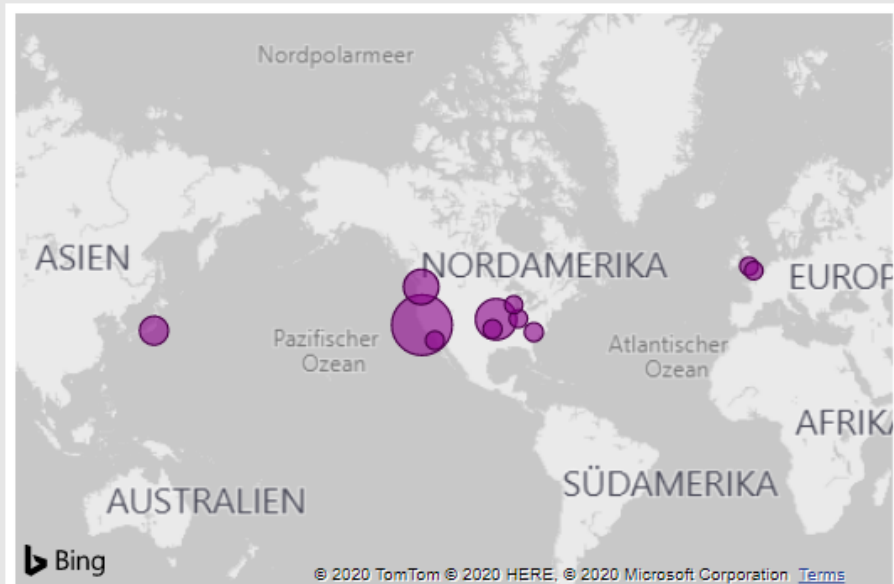 Nordpolarmeer
ASIEN
NORDAMERIKA
EUROP
Pazifischer
Ozean
Atlantischer
Ozean
AFRIKA
SÜDAMERIKA
AUSTRALIEN
Bing
© 2020 TomTom © 2020 HERE, © 2020 Microsoft Corporation Terms